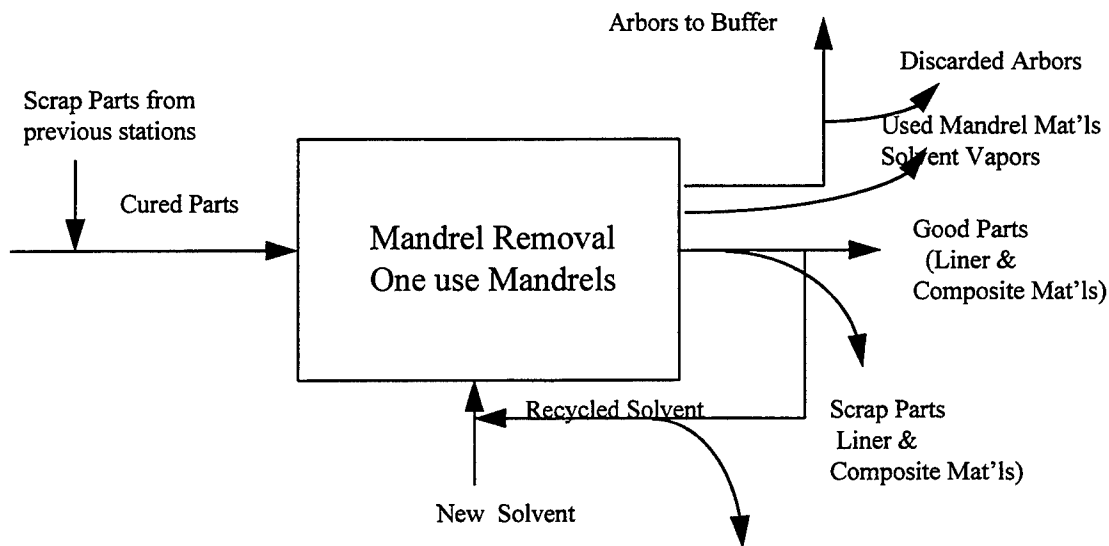 Arbors to Buffer
Discarded Arbors
Scrap Parts from
previous stations
Used Mandrel Mat'ls
Solvent Vapors
Cured Parts
Mandrel Removal
One use Mandrels
Good Parts
(Liner &
Composite Mat'ls)
Recycled Solvent
Scrap Parts
Liner &
Composite Mat'ls)
New Solvent